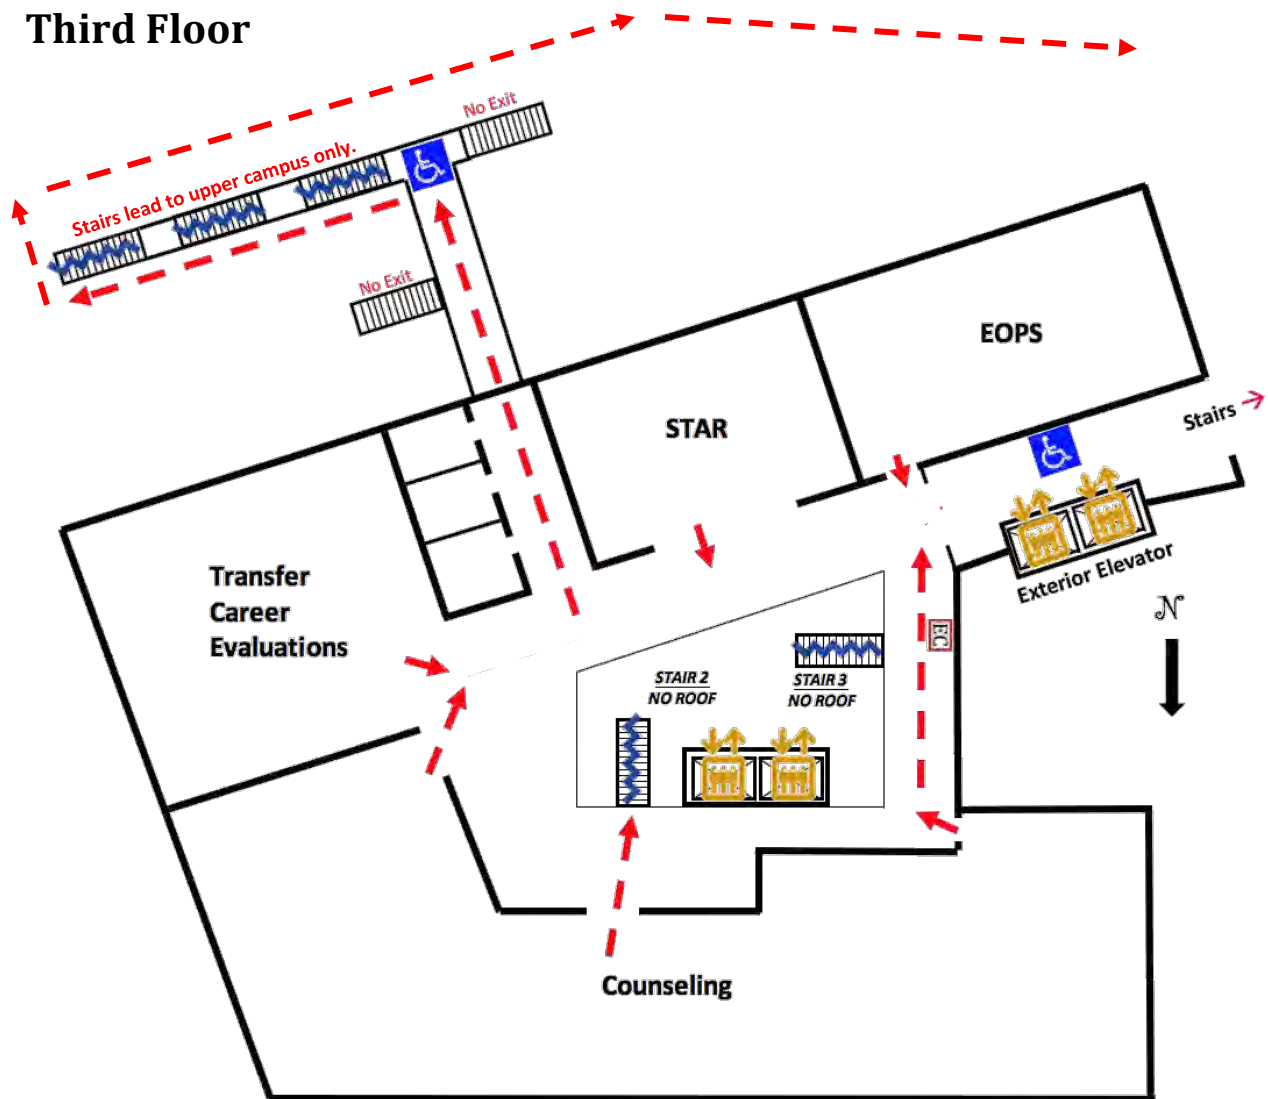 Third Floor
No Exit
Stairs lead to upper campus only.
No Exit
EOPS
STAR
Stairs
Exterior Elevator
N
Transfer
Career
Evaluations
EC
STAIR 2
NO ROOF
STAIR 3
NO ROOF
Counseling